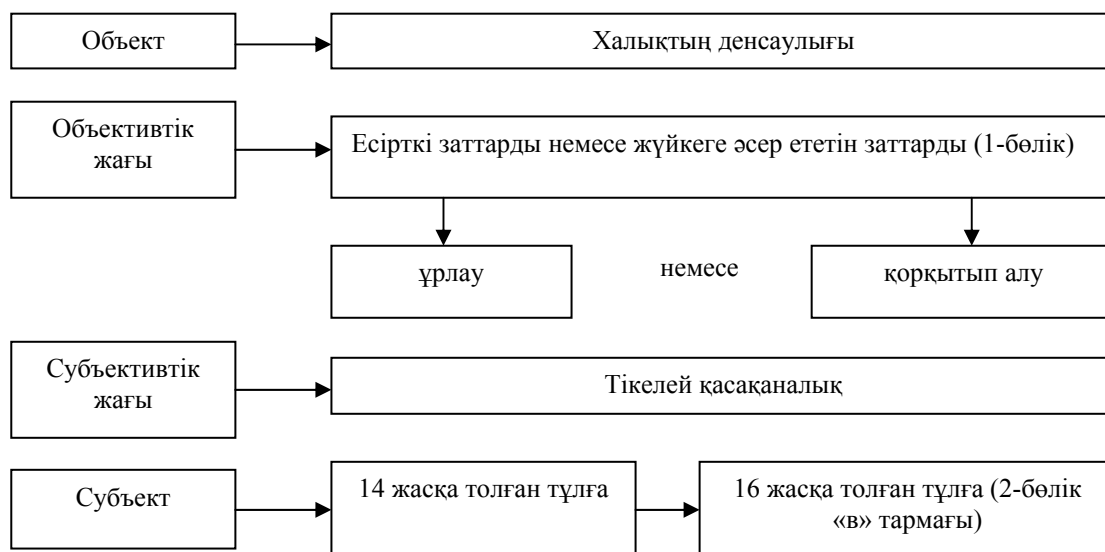 Объект
Халықтың денсаулығы
Объективтік
жағы
Есірткі заттарды немесе жүйкеге әсер ететін заттарды (1-бөлік)
ұрлау
немесе
қорқытып алу
Субъективтік
жағы
Тікелей қасақаналық
Субъект
14 жасқа толған тұлға
16 жасқа толған тұлға (2-бөлік
«в» тармағы)